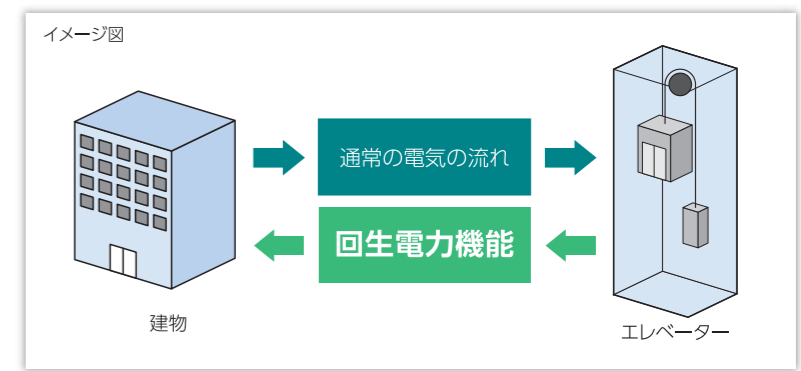 イメージ図
通常の電気の流れ
回生電力機能
建物
エレベーター